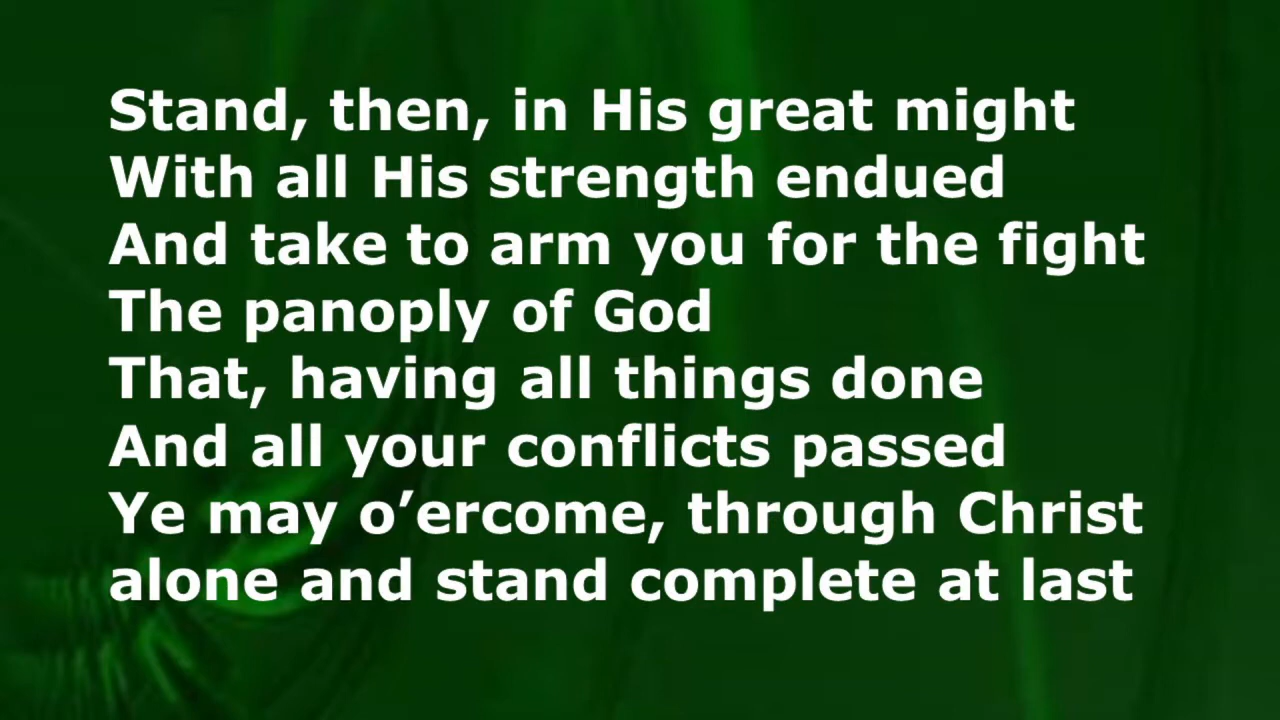 Stand, then, in His great might
With all His strength endued
And take to arm you for the fight
The panoply of God
That, having all things done
And all your conflicts passed
Ye may o’ercome, through Christ
alone and stand complete at last